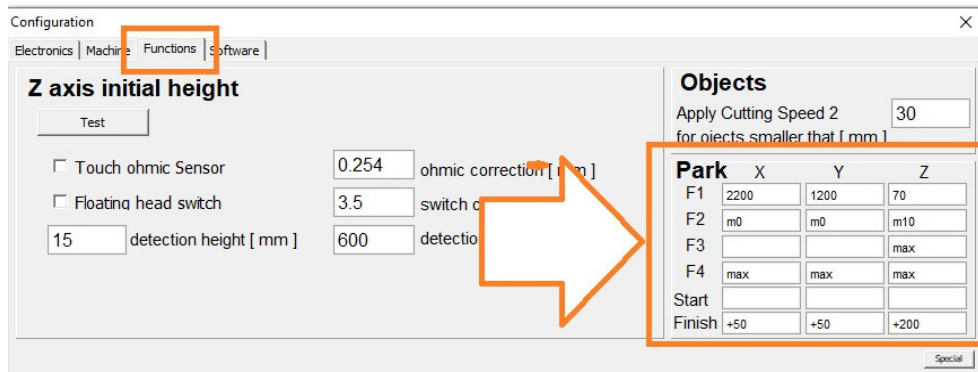 Configuration
Electronics Machine Functions Software
Z axis initial height
Test
Touch ohmic Sensor 0.254 ohmic correction [ mm ]
Floating head switch 3.5 switch
15 detection height [ mm ] 600 detection
Objects
Apply Cutting Speed 2 30
for ojects smaller that [ mm ]
Park X Y Z
F1 2200 1200 70
F2 m0 m0 m10
F3 max
F4 max max max
Start
Finish +50 +50 +200
Special